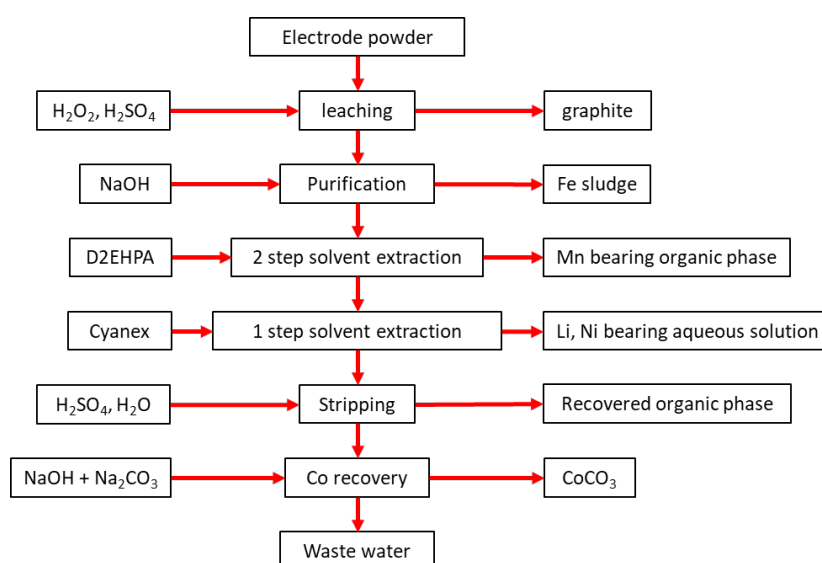 Electrode powder
H₂O₂, H₂SO₄
leaching
graphite
NaOH
Purification
Fe sludge
D2EHPA
2 step solvent extraction
Mn bearing organic phase
Cyanex
1 step solvent extraction
Li, Ni bearing aqueous solution
H₂SO₄, H₂O
Stripping
Recovered organic phase
NaOH + Na₂CO₃
Co recovery
CoCO₃
Waste water